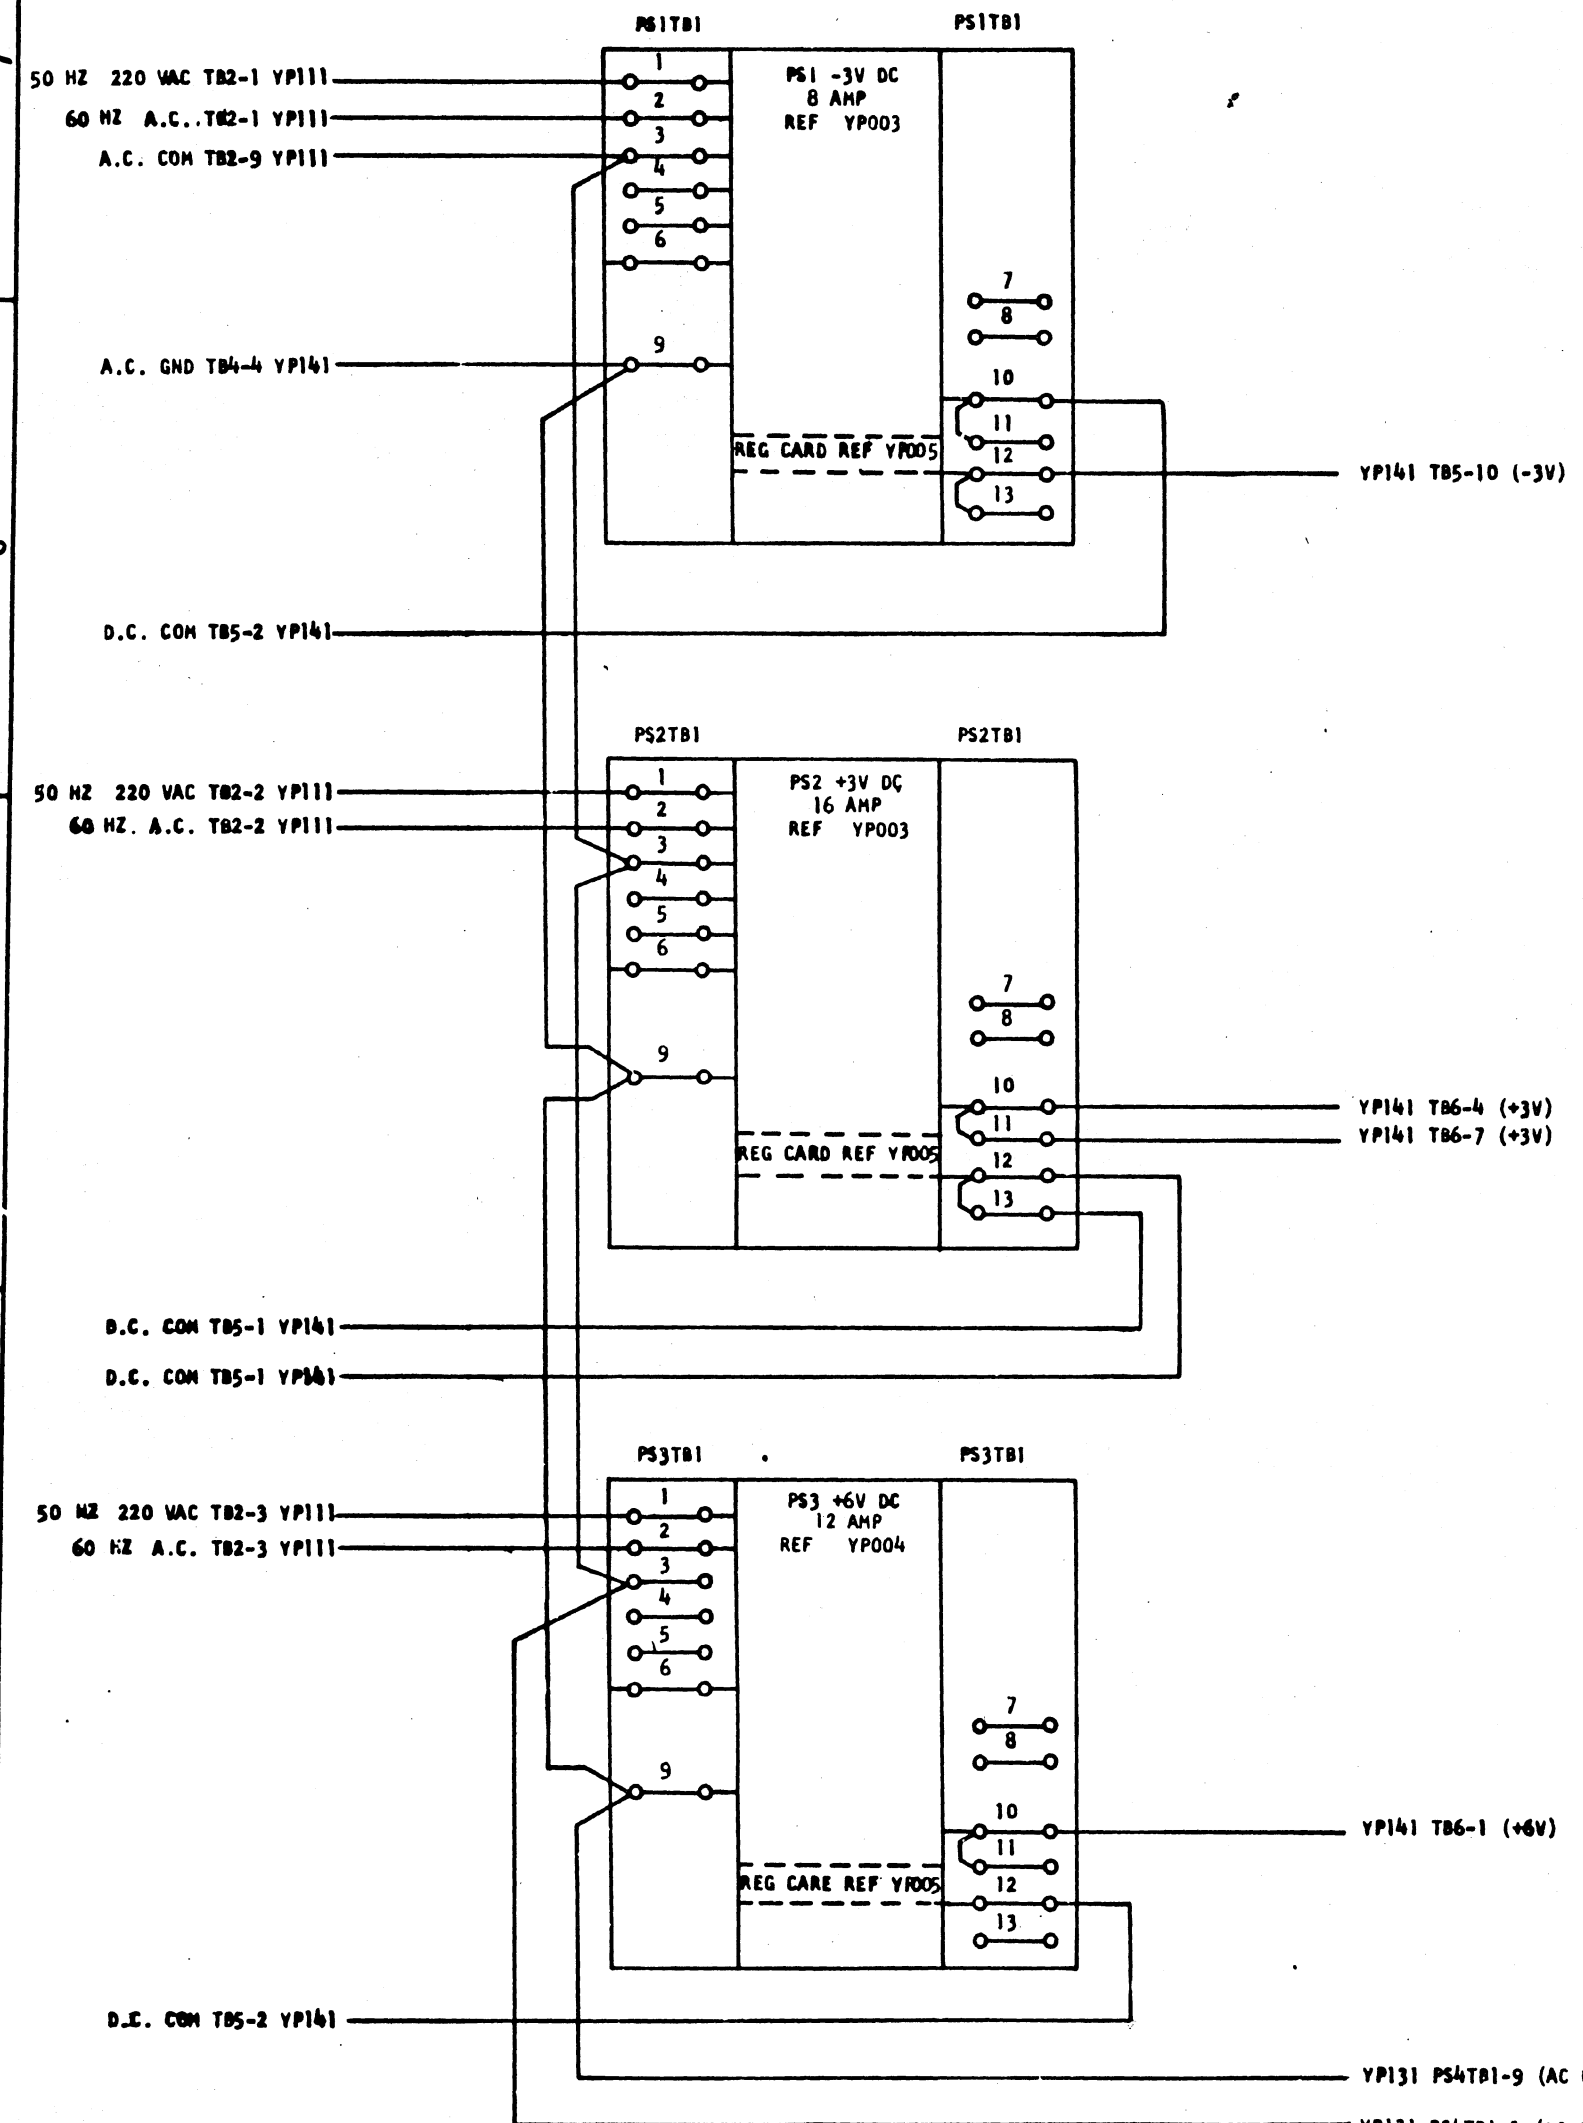 PS1TB1 PS1TB1
1
50 HZ 220 VAC TB2-1 YP111
PS1 -3V DC
2
8 AMP
60 HZ A.C..TB2-1 YP111
REF YP003
3
A.C. COM TB2-9 YP111
4
5
6
7
8
9
A.C. GND TB4-4 YP141
10
11
REG CARD REF YP005
12
YP141 TB5-10 (-3V)
13
D.C. COM TB5-2 YP141
PS2TB1 PS2TB1
1
50 HZ 220 VAC TB2-2 YP111
PS2 +3V DC
2
16 AMP
60 HZ. A.C. TB2-2 YP111
REF YP003
3
4
5
6
7
8
9
10
YP141 TB6-4 (+3V)
11
YP141 TB6-7 (+3V)
REG CARD REF YP005
12
13
D.C. COM TB5-1 YP141
D.C. COM TB5-1 YP141
PS3TB1 PS3TB1
1
50 HZ 220 VAC TB2-3 YP111
PS3 +6V DC
2
12 AMP
60 HZ A.C. TB2-3 YP111
REF YP004
3
4
5
6
7
8
9
10
YP141 TB6-1 (+6V)
11
REG CARE REF YP005
12
13
D.C. COM TB5-2 YP141
YP131 PS4TB1-9 (AC